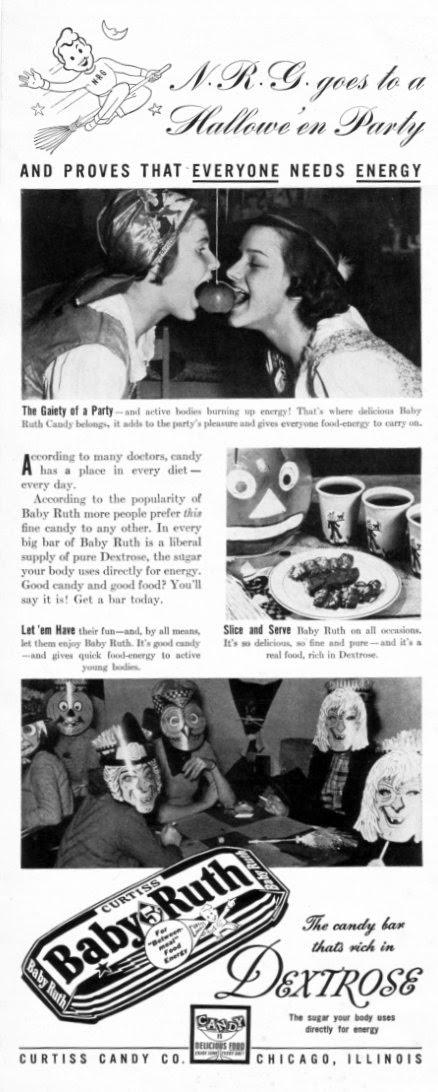 N.R.G.
N. R. G. goes to a
Hallowe'en Party
AND PROVES THAT EVERYONE NEEDS ENERGY
The Gaiety of a Party—and active bodies burning up energy! That's where delicious Baby
Ruth Candy belongs, it adds to the party's pleasure and gives everyone food-energy to carry on.
According to many doctors, candy
has a place in every diet—
every day.
According to the popularity of
Baby Ruth more people prefer this
fine candy to any other. In every
big bar of Baby Ruth is a liberal
supply of pure Dextrose, the sugar
your body uses directly for energy.
Good candy and good food? You'll
say it is! Get a bar today.
Let 'em Have their fun—and, by all means,
let them enjoy Baby Ruth. It's good candy
—and gives quick food-energy to active
young bodies.
Slice and Serve Baby Ruth on all occasions.
It's so delicious, so fine and pure—and it's a
real food, rich in Dextrose.
CURTISS
Baby Ruth
For
"Between-
meal"
Food
Energy
Baby Ruth
Baby Ruth
The candy bar
that's rich in
DEXTROSE
The sugar your body uses
directly for energy
CANDY
IS
DELICIOUS FOOD
ENJOY SOME EVERY DAY!
CURTISS CANDY CO. CHICAGO, ILLINOIS